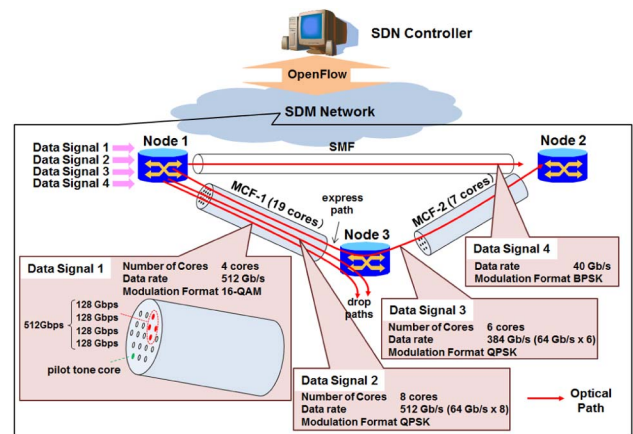 SDN Controller
OpenFlow
SDM Network
Data Signal 1
Data Signal 2
Data Signal 3
Data Signal 4
Node 1
SMF
Node 2
MCF-1 (19 cores)
express
path
MCF-2 (7 cores)
Node 3
drop
paths
Data Signal 1
Number of Cores 4 cores
Data rate 512 Gb/s
Modulation Format 16-QAM
128 Gbps
128 Gbps
128 Gbps
128 Gbps
512Gbps
pilot tone core
Data Signal 4
Data rate 40 Gb/s
Modulation Format BPSK
Data Signal 3
Number of Cores 6 cores
Data rate 384 Gb/s (64 Gb/s x 6)
Modulation Format QPSK
Data Signal 2
Number of Cores 8 cores
Data rate 512 Gb/s (64 Gb/s x 8)
Modulation Format QPSK
Optical
Path